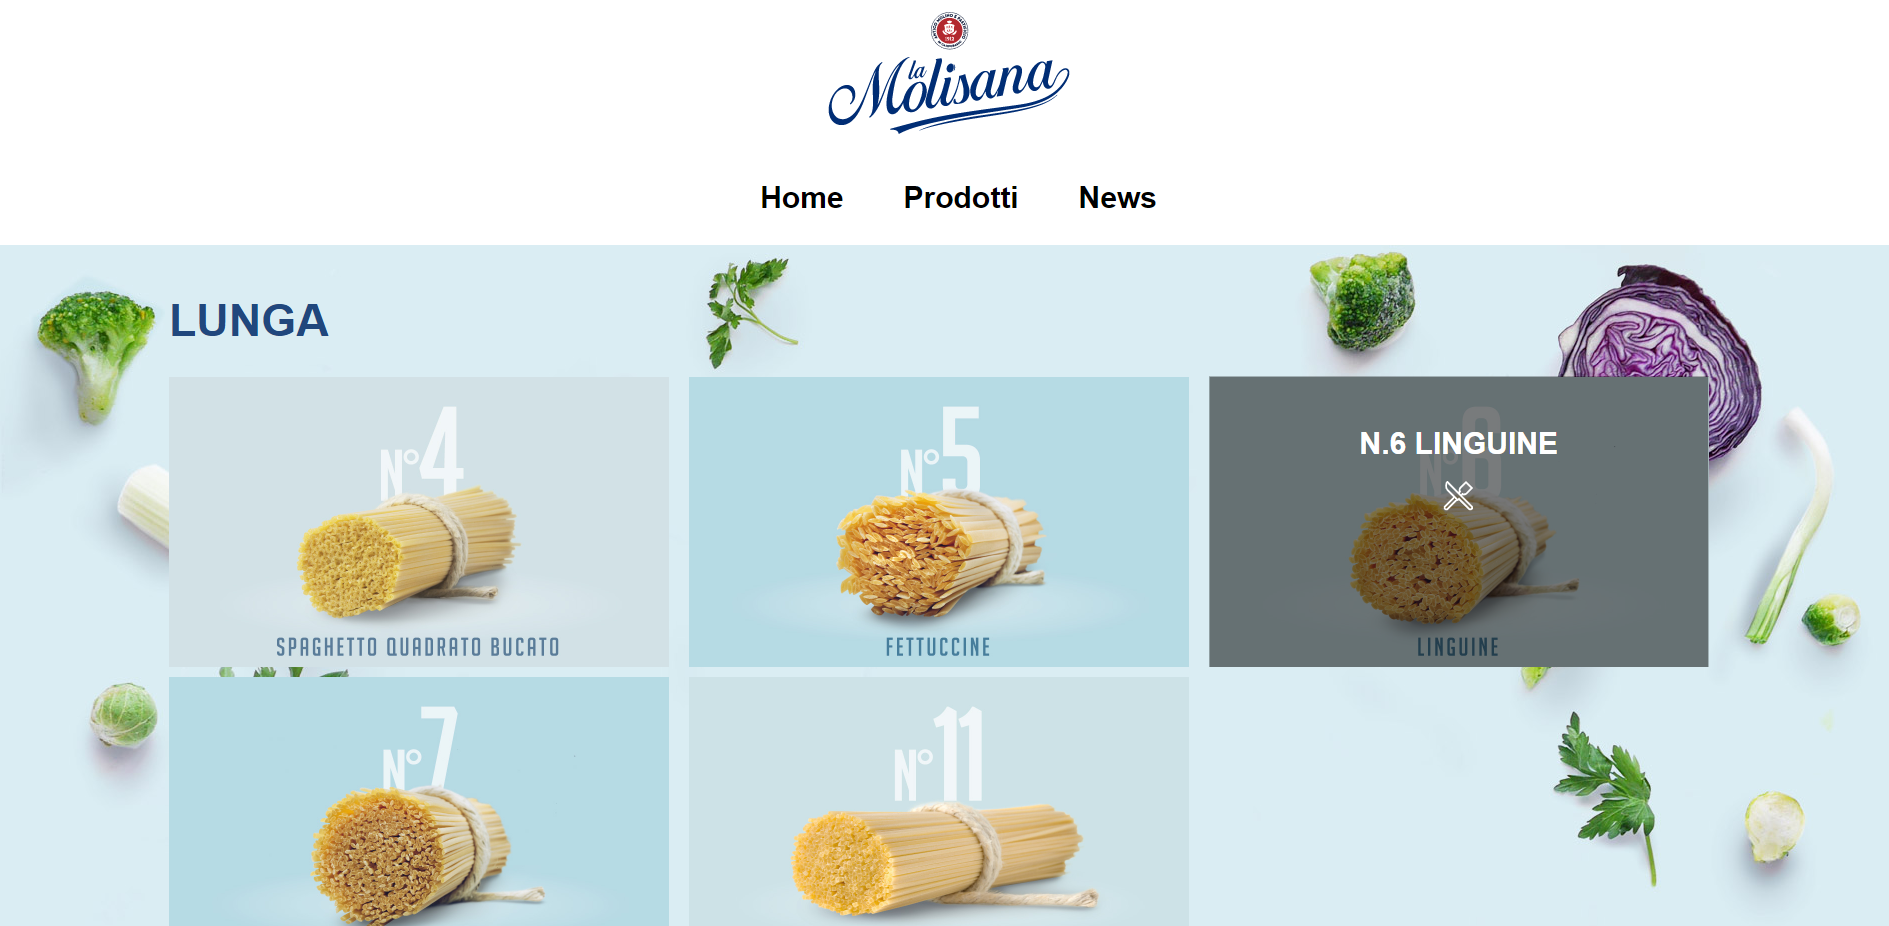 la
Molisana
Home Prodotti News
LUNGA
N°4
SPAGHETTO QUADRATO BUCATO
N°5
FETTUCCINE
N.6 LINGUINE
LINGUINE
N°7
N°11